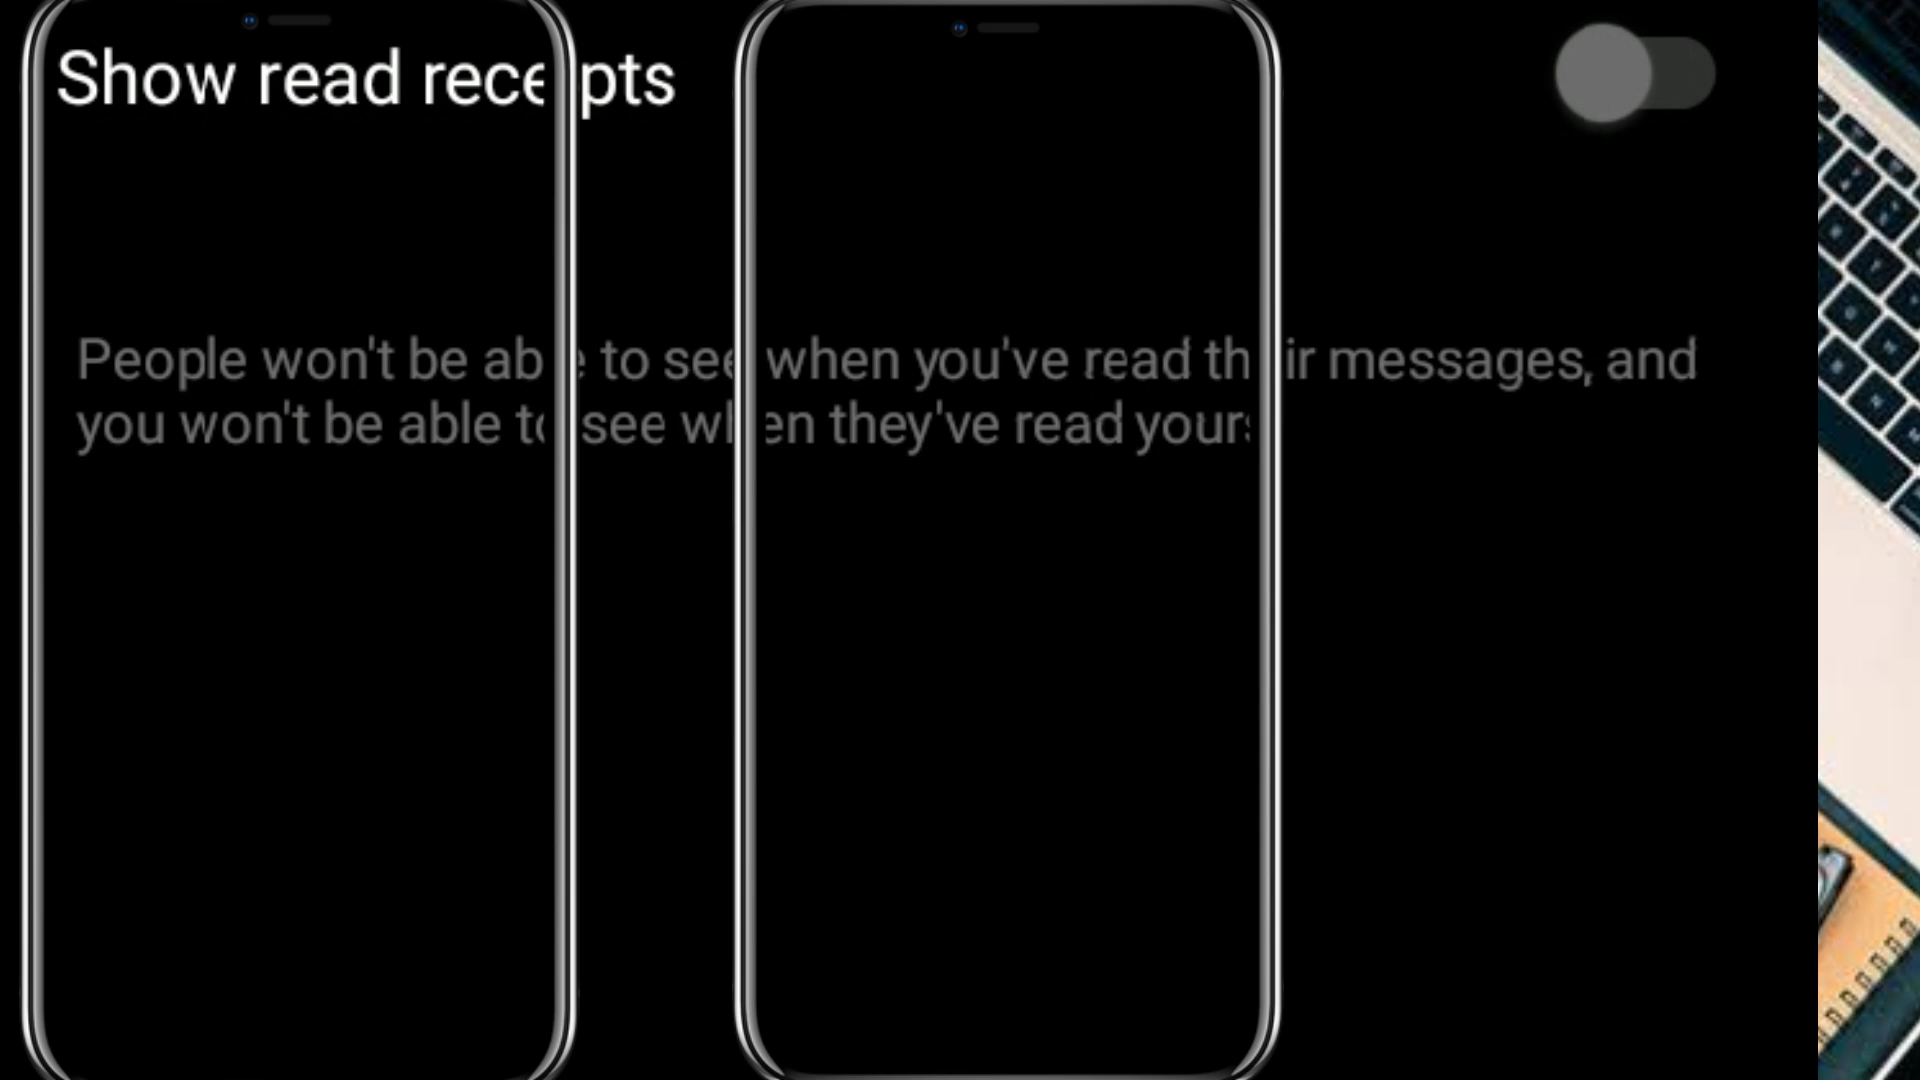 Show read receipts
People won't be able to see when you've read their messages, and
you won't be able to see when they've read yours